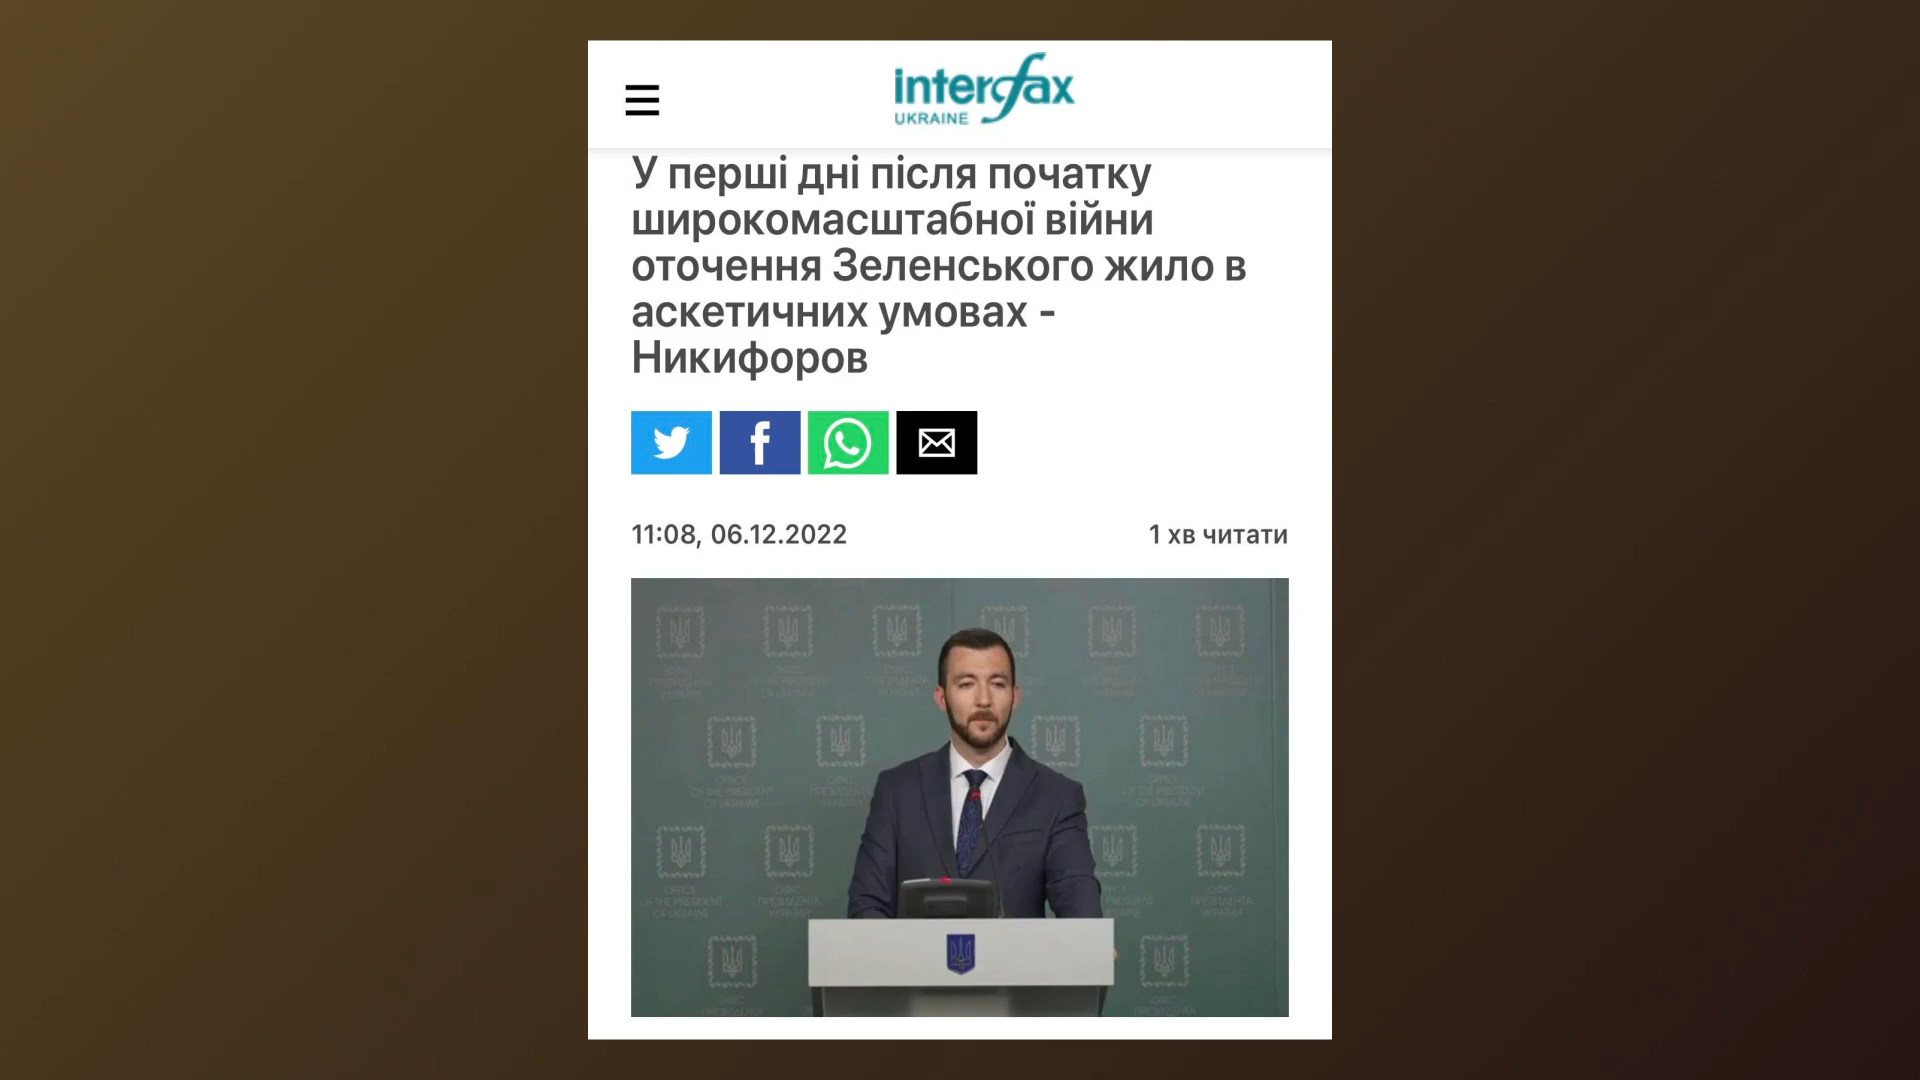 interfax
UKRAINE
У перші дні після початку
широкомасштабної війни
оточення Зеленського жило в
аскетичних умовах -
Никифоров
11:08, 06.12.2022
1 хв читати